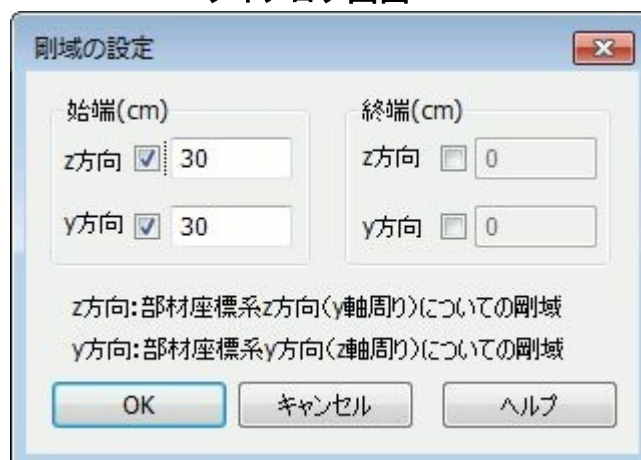 剛域の設定
始端(cm)
z方向 30
y方向 30
終端(cm)
z方向 0
y方向 0
z方向:部材座標系z方向(y軸周り)についての剛域
y方向:部材座標系y方向(z軸周り)についての剛域
OK キャンセル ヘルプ